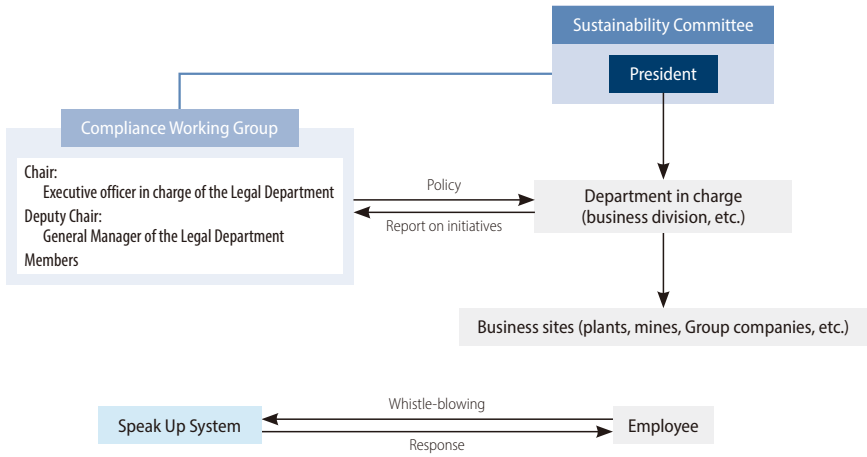 Sustainability Committee
President
Compliance Working Group
Chair:
Executive officer in charge of the Legal Department
Deputy Chair:
General Manager of the Legal Department
Members
Policy
Report on initiatives
Department in charge
(business division, etc.)
Business sites (plants, mines, Group companies, etc.)
Speak Up System
Whistle-blowing
Response
Employee